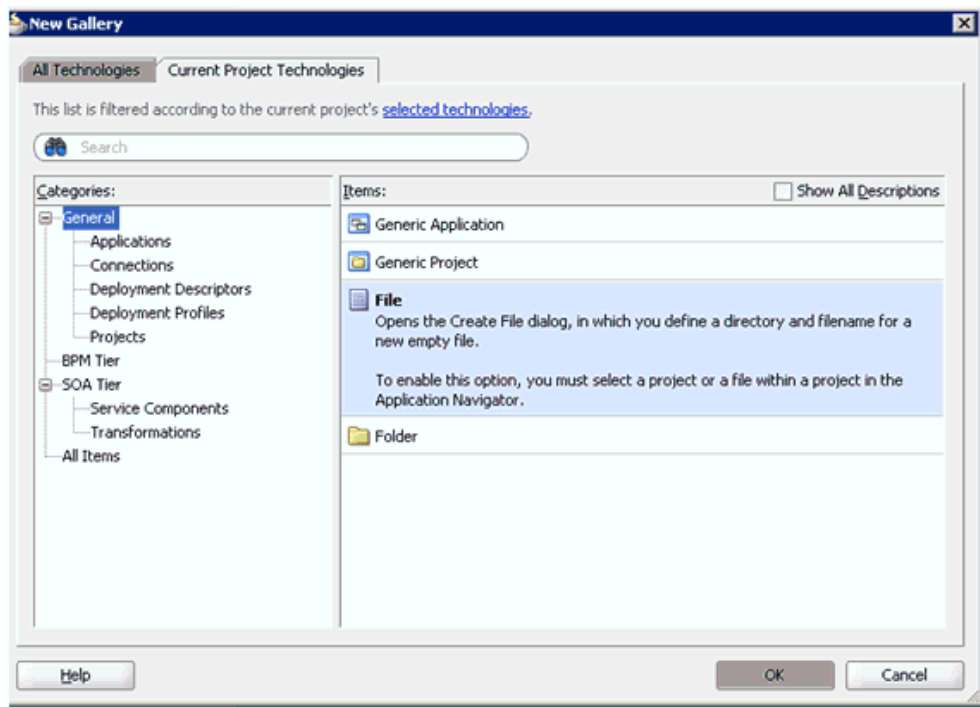 New Gallery
All Technologies
Current Project Technologies
This list is filtered according to the current project's selected technologies.
Search
Categories:
General
Applications
Connections
Deployment Descriptors
Deployment Profiles
Projects
BPM Tier
SOA Tier
Service Components
Transformations
All Items
Items:
Show All Descriptions
Generic Application
Generic Project
File
Opens the Create File dialog, in which you define a directory and filename for a
new empty file.
To enable this option, you must select a project or a file within a project in the
Application Navigator.
Folder
Help
OK
Cancel